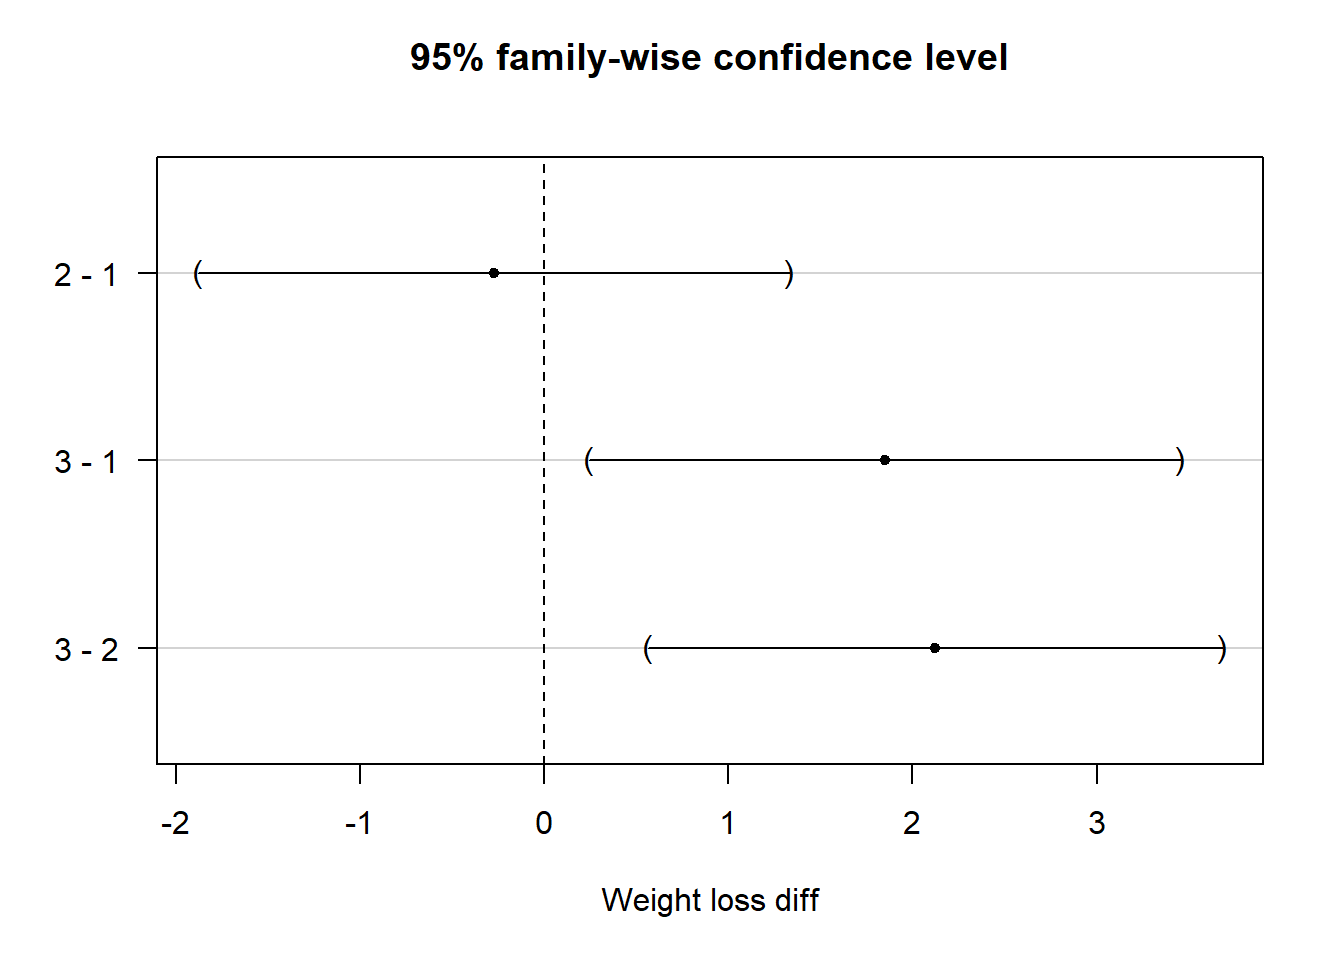 95% family-wise confidence level
2 - 1
3 - 1
3 - 2
-2 -1 0 1 2 3
Weight loss diff